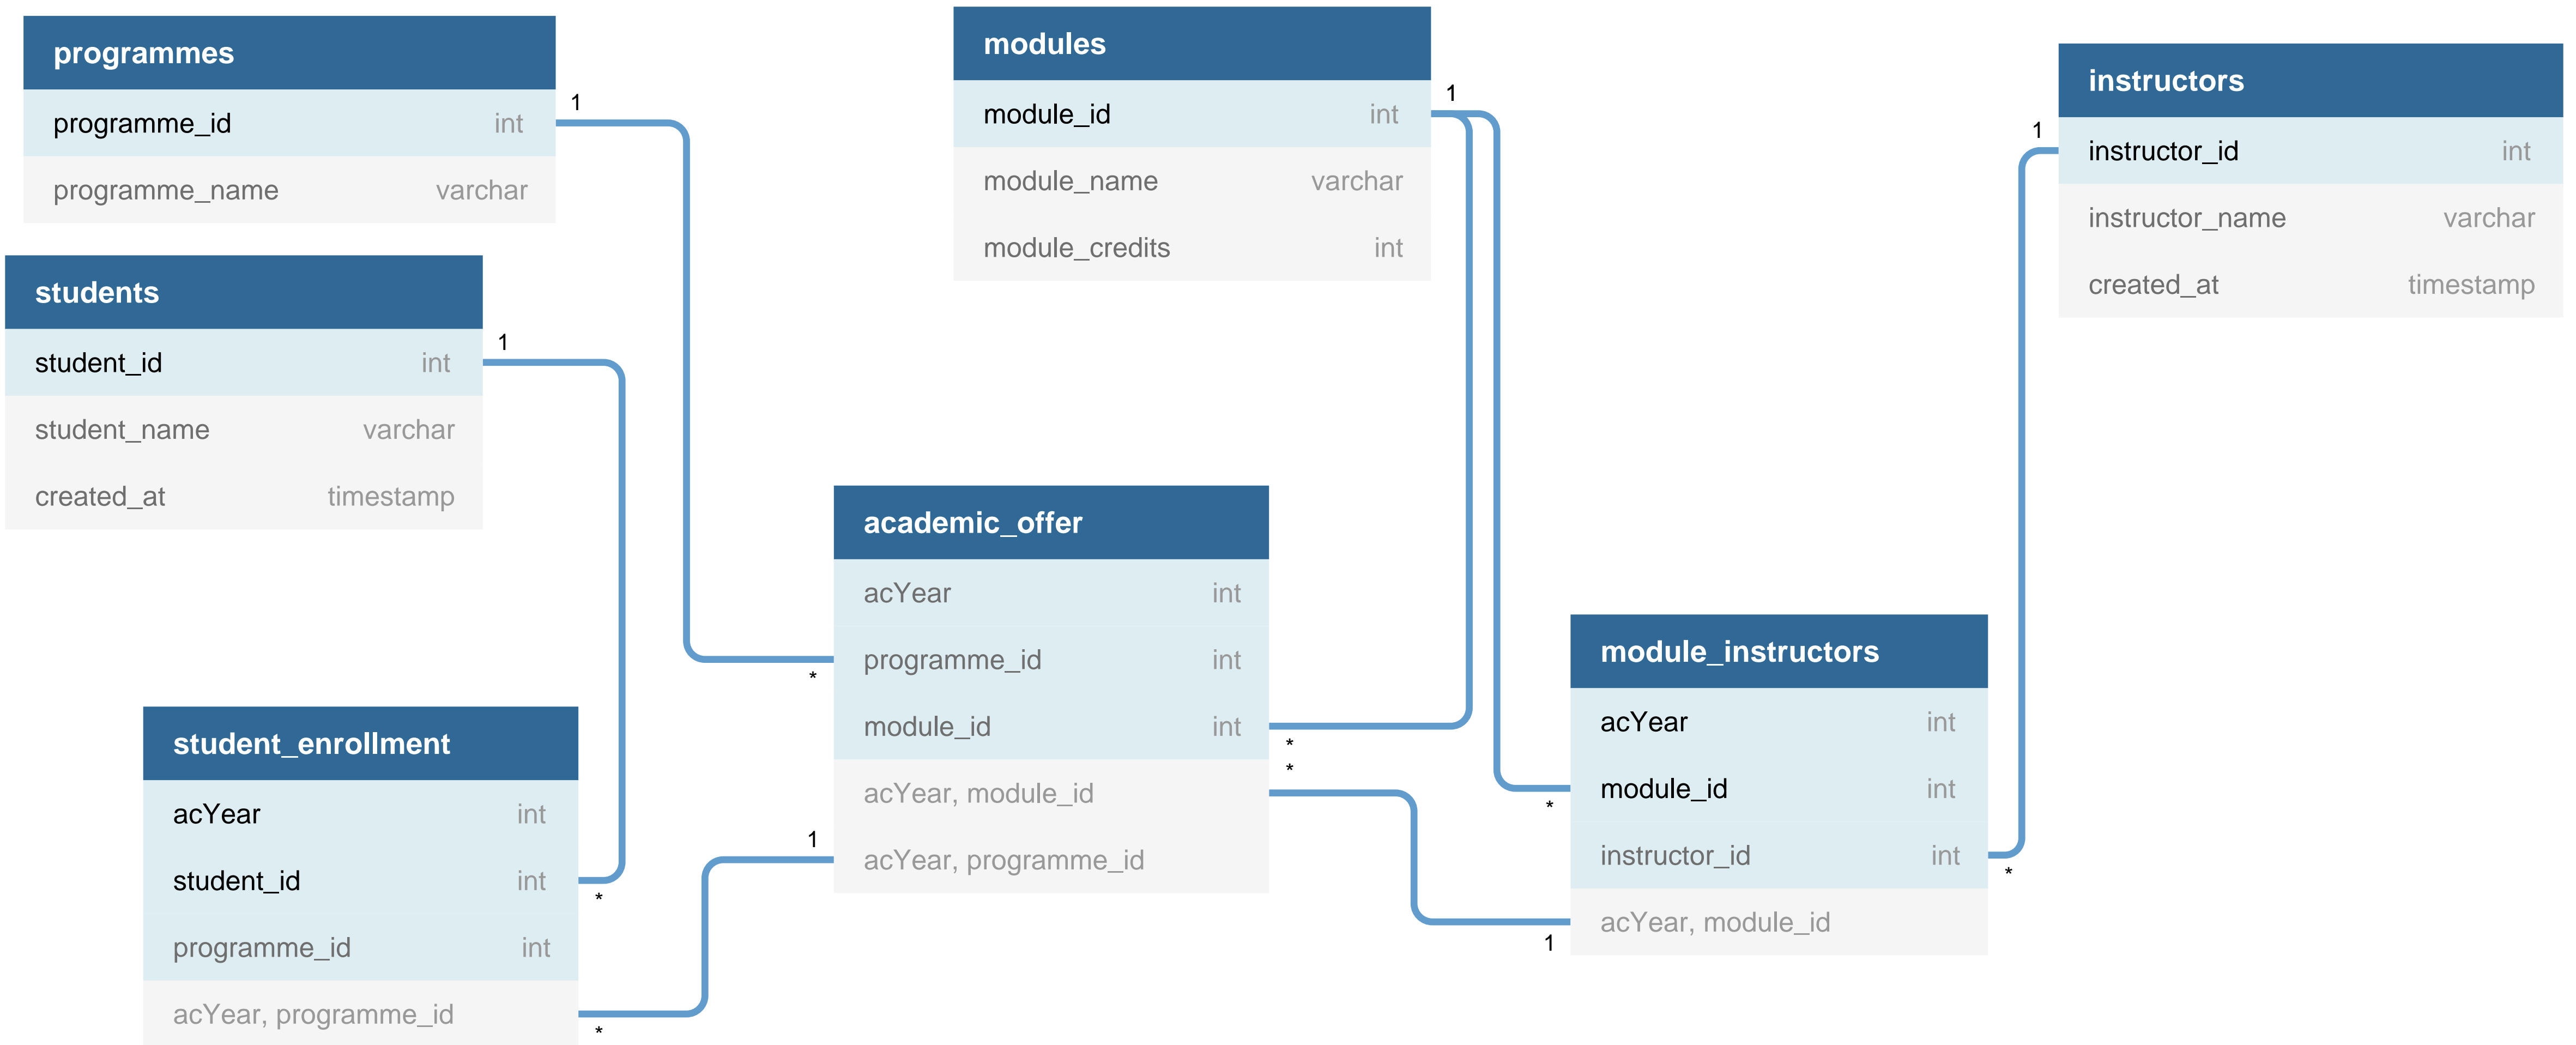 programmes
1
programme_id int
programme_name varchar
students
1
student_id int
student_name varchar
created_at timestamp
student_enrollment
acYear int
student_id int
*
programme_id int
acYear, programme_id
*
modules
1
module_id int
module_name varchar
module_credits int
academic_offer
acYear int
programme_id int
*
module_id int
*
*
acYear, module_id
1
acYear, programme_id
instructors
1
instructor_id int
instructor_name varchar
created_at timestamp
module_instructors
acYear int
module_id int
*
instructor_id int
*
acYear, module_id
1